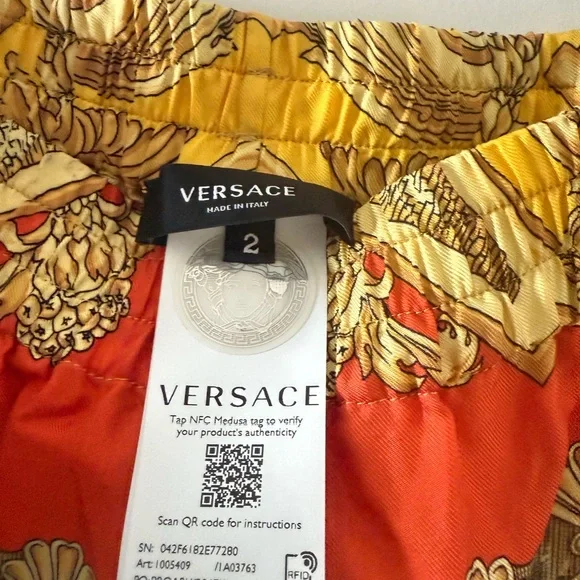 VERSACE
MADE IN ITALY
2
VERSACE
Tap NFC Medusa tag to verify
your product's authenticity
Scan QR code for instructions
SN: 042F6182E77280
Art: 1005409 /1A03763
RFID